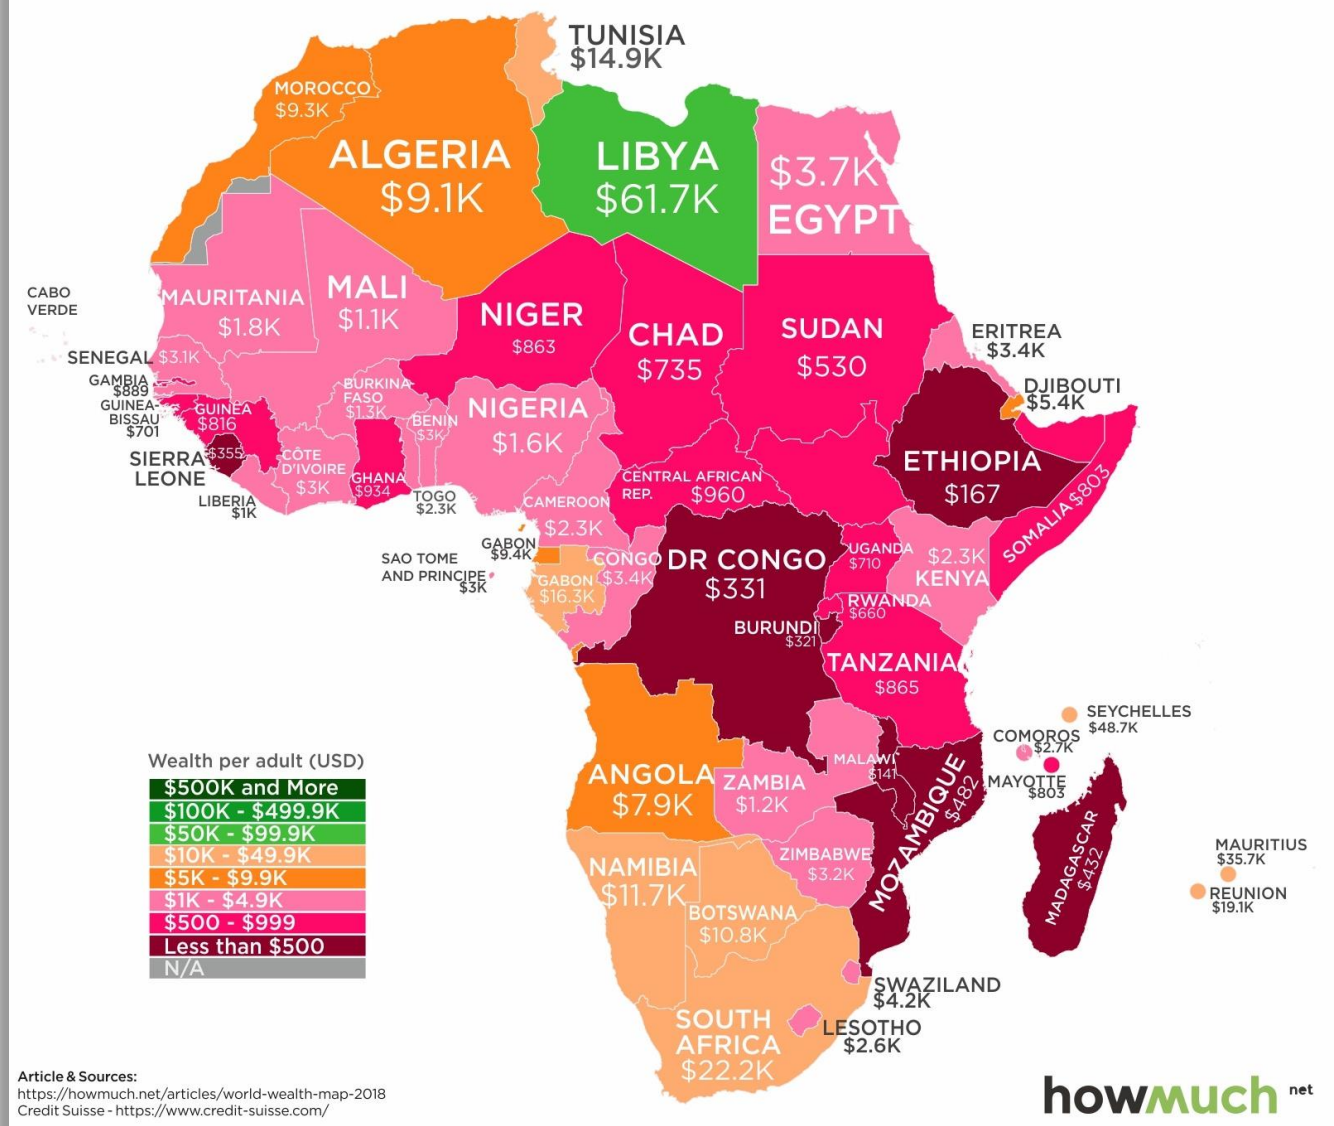 TUNISIA
$14.9K
MOROCCO
$9.3K
ALGERIA
$9.1K
LIBYA
$61.7K
$3.7K
EGYPT
CABO
VERDE
MAURITANIA
$1.8K
MALI
$1.1K
NIGER
$863
CHAD
$735
SUDAN
$530
ERITREA
$3.4K
SENEGAL $3.1K
GAMBIA
$889
GUINEA-
BISSAU
$701
GUINEA
$816
BURKINA
FASO
$1.3K
BENIN
$3K
NIGERIA
$1.6K
DJIBOUTI
$5.4K
SIERRA
LEONE
$355
CÔTE
D'IVOIRE
$3K
GHANA
$934
TOGO
$2.3K
LIBERIA
$1K
CAMEROON
$2.3K
CENTRAL AFRICAN
REP. $960
ETHIOPIA
$167
SOMALIA $803
GABON
$9.4K
SAO TOME
AND PRINCIPE
$3K
GABON
$16.3K
CONGO
$3.4K
DR CONGO
$331
UGANDA
$710
$2.3K
KENYA
RWANDA
$660
BURUNDI
$321
TANZANIA
$865
SEYCHELLES
$48.7K
COMOROS
$2.7K
MAYOTTE
$803
ANGOLA
$7.9K
ZAMBIA
$1.2K
MALAWI
$141
MOZAMBIQUE
$482
MADAGASCAR
$432
MAURITIUS
$35.7K
REUNION
$19.1K
ZIMBABWE
$3.2K
NAMIBIA
$11.7K
BOTSWANA
$10.8K
SWAZILAND
$4.2K
LESOTHO
$2.6K
SOUTH
AFRICA
$22.2K
Wealth per adult (USD)
$500K and More
$100K - $499.9K
$50K - $99.9K
$10K - $49.9K
$5K - $9.9K
$1K - $4.9K
$500 - $999
Less than $500
N/A
Article & Sources:
https://howmuch.net/articles/world-wealth-map-2018
Credit Suisse - https://www.credit-suisse.com/
howmuch net